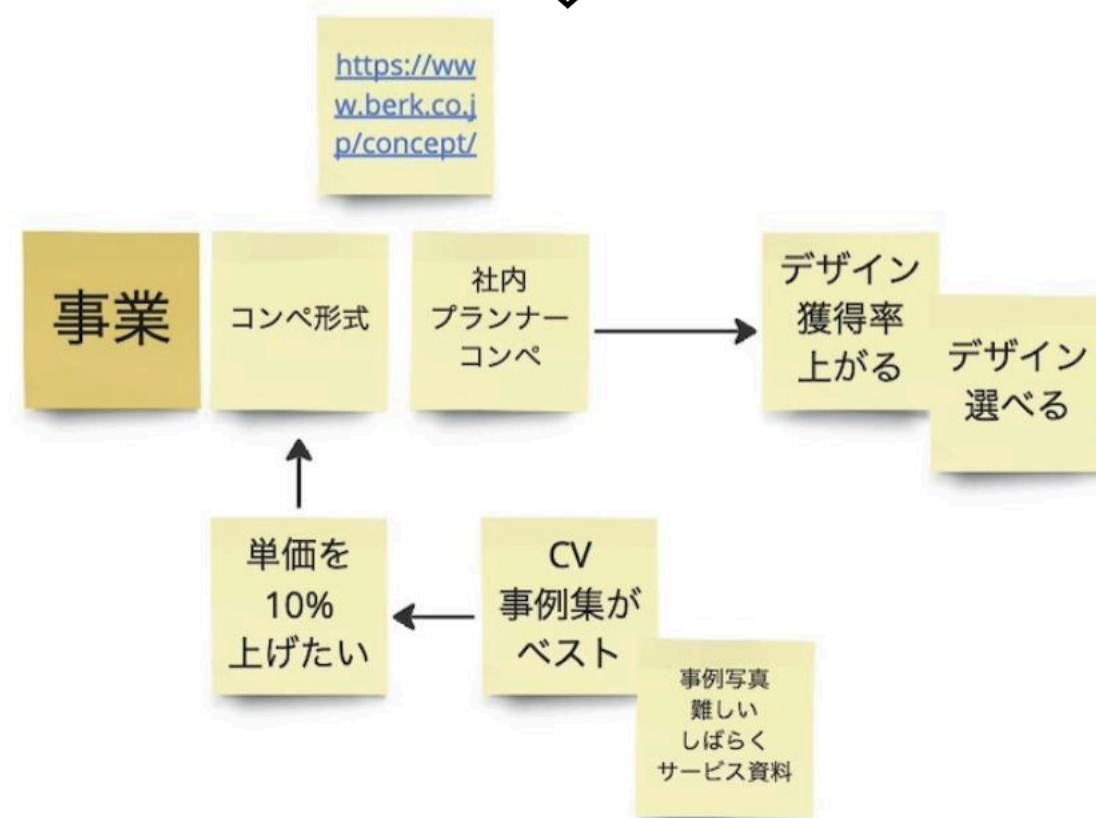 https://ww
w.berk.co.j
p/concept/
事業
コンペ形式
社内
プランナー
コンペ
デザイン
獲得率
上がる
デザイン
選べる
単価を
10%
上げたい
CV
事例集が
ベスト
事例写真
難しい
しばらく
サービス資料